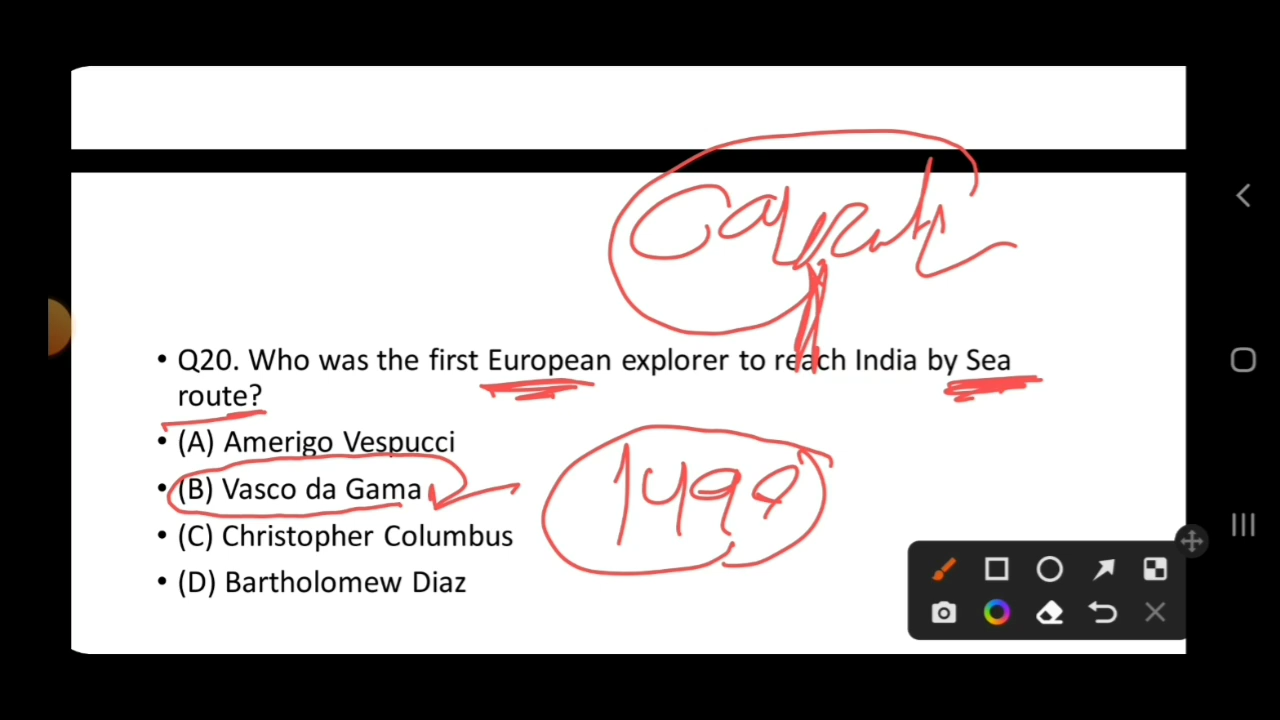 • Q20. Who was the first European explorer to reach India by Sea
route?
• (A) Amerigo Vespucci
• (B) Vasco da Gama
1498
• (C) Christopher Columbus
• (D) Bartholomew Diaz